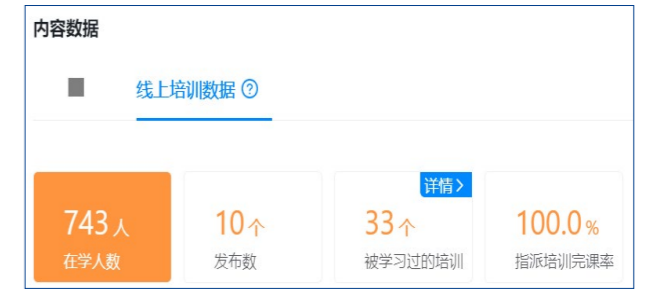 内容数据
线上培训数据 ?
详情>
743人 10个 33个 100.0%
在学人数 发布数 被学习过的培训 指派培训完课率